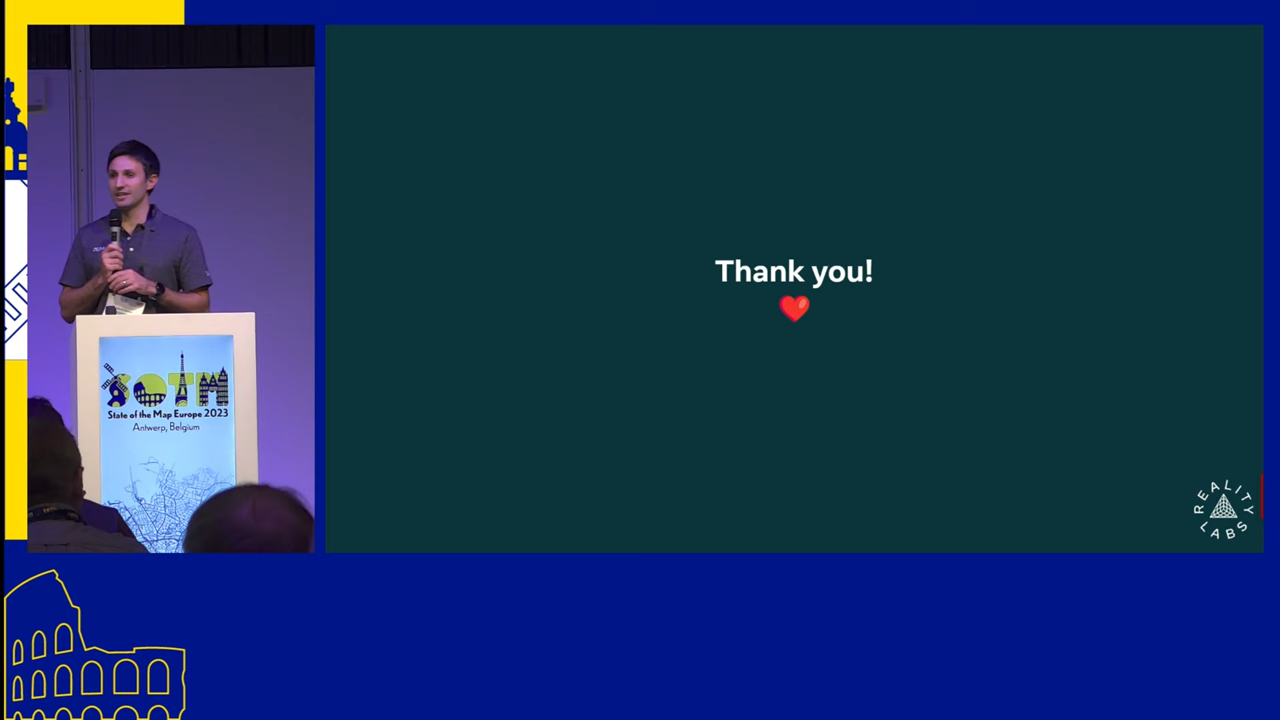 SOTM
State of the Map Europe 2023
Antwerp, Belgium
Thank you!
REALITY LABS